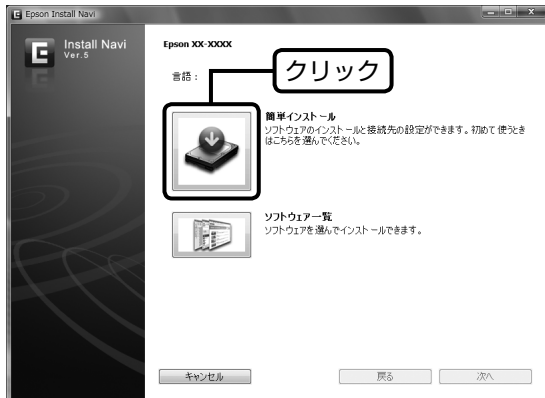 Epson Install Navi
Install Navi
Ver.5
Epson XX-XXXX
言語：
クリック
簡単インストール
ソフトウェアのインストールと接続先の設定ができます。初めて使うとき
はこちらを選んでください。
ソフトウェア一覧
ソフトウェアを選んでインストールできます。
キャンセル
戻る
次へ